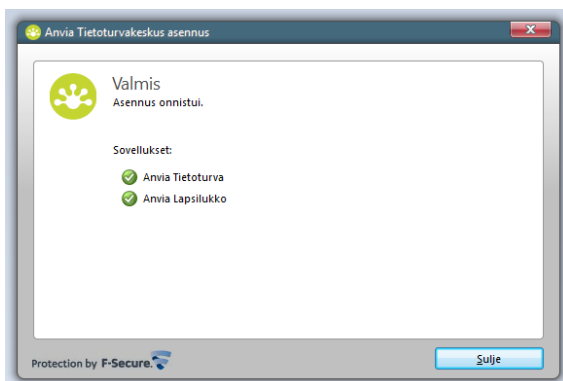 Anvia Tietoturvakeskus asennus
Valmis
Asennus onnistui.
Sovellukset:
Anvia Tietoturva
Anvia Lapsilukko
Protection by F-Secure.
Sulje